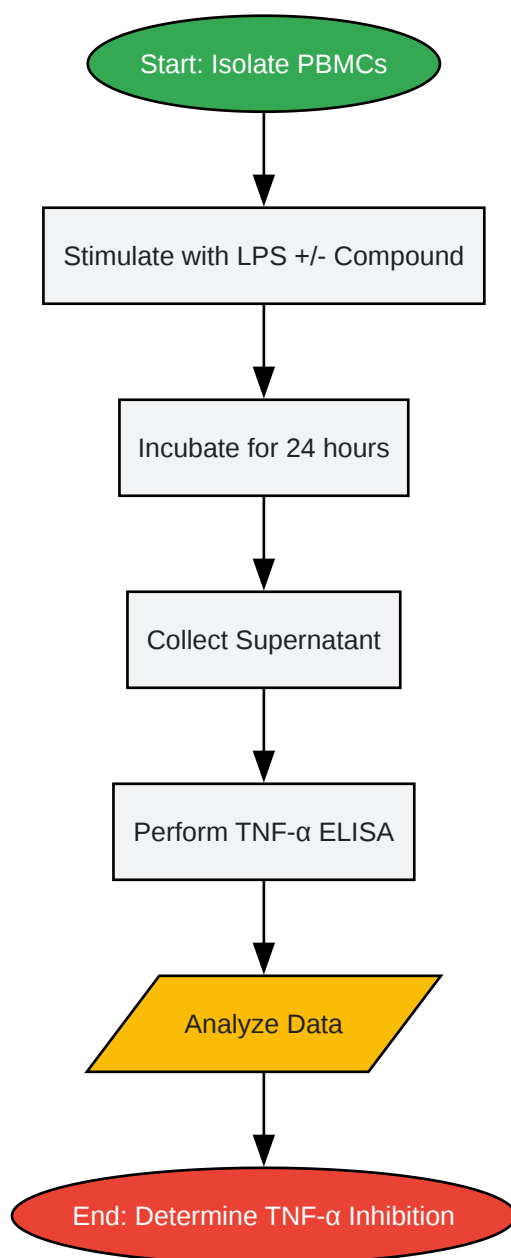 Start: Isolate PBMCs
Stimulate with LPS +/- Compound
Incubate for 24 hours
Collect Supernatant
Perform TNF-α ELISA
Analyze Data
End: Determine TNF-α Inhibition